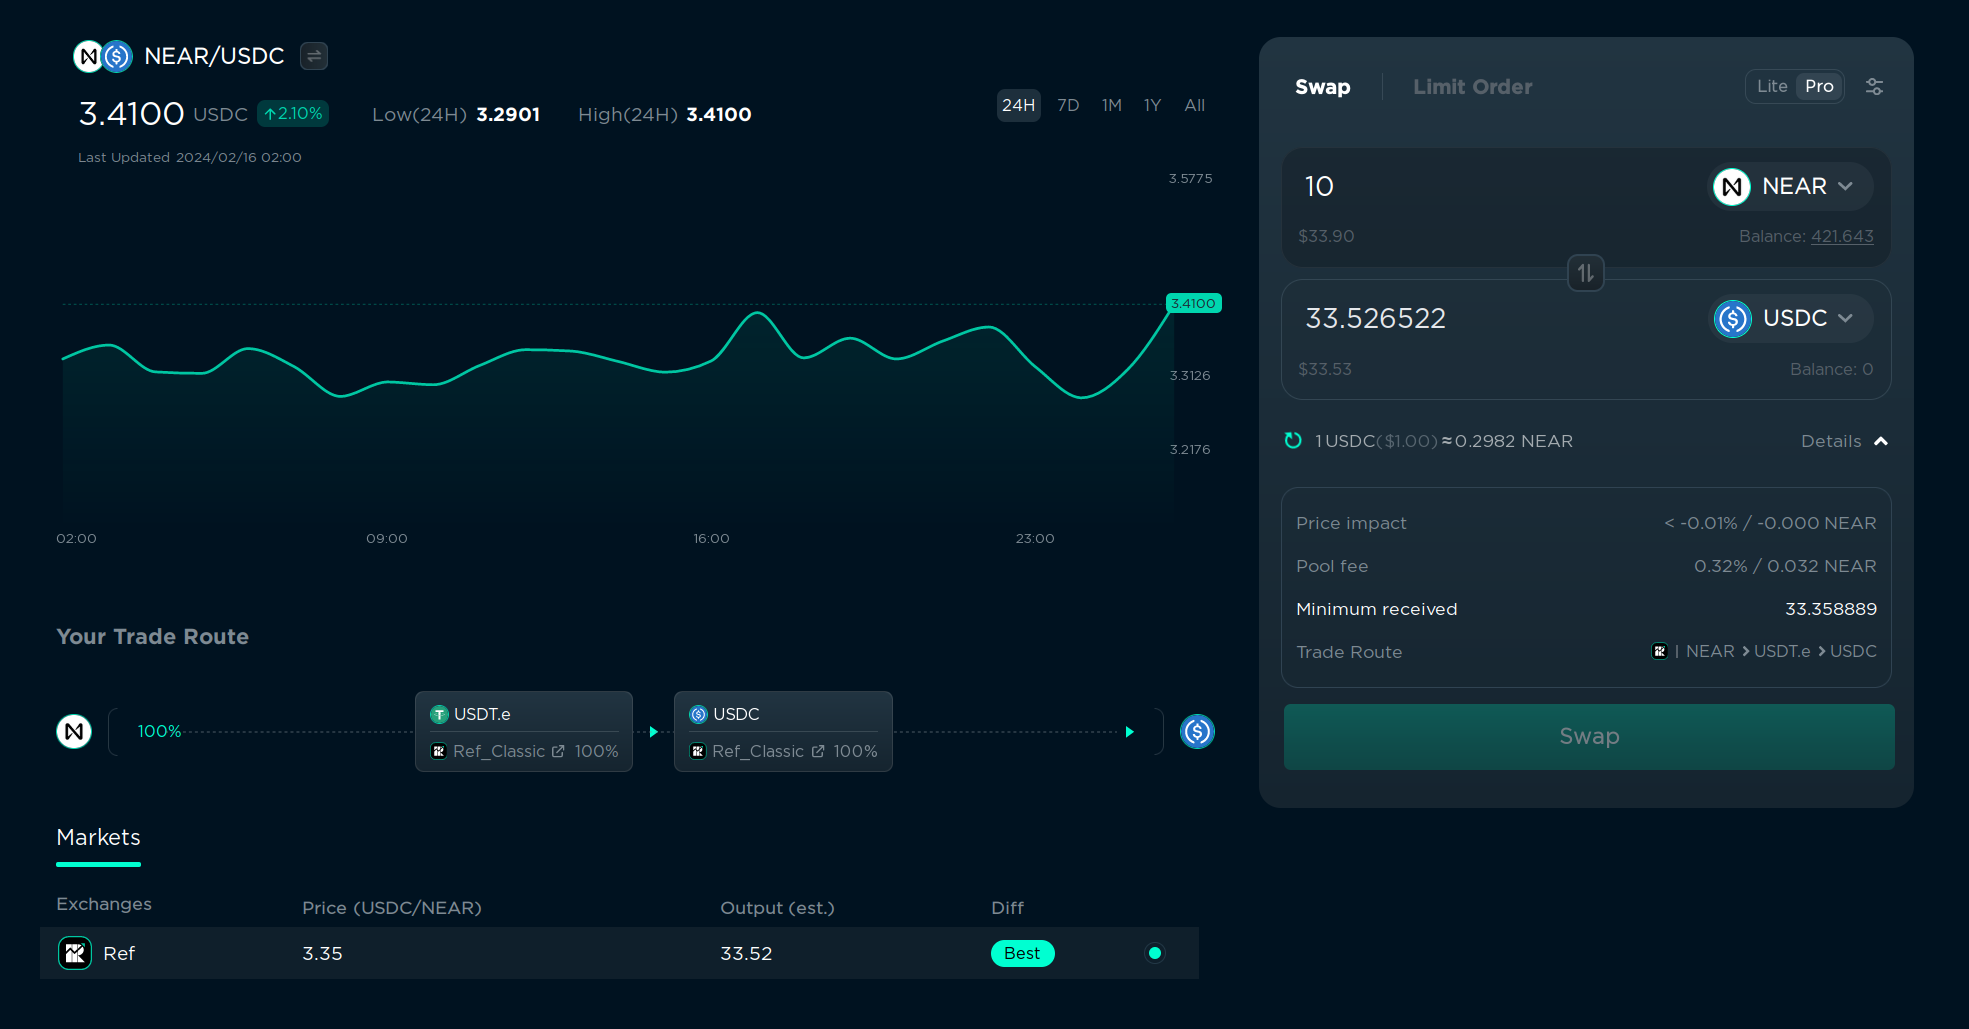 NEAR/USDC
3.4100 USDC ↑2.10% Low(24H) 3.2901 High(24H) 3.4100
24H 7D 1M 1Y All
Last Updated 2024/02/16 02:00
3.5775
3.4100
3.3126
3.2176
02:00 09:00 16:00 23:00
Your Trade Route
100%
USDT.e
Ref_Classic 100%
USDC
Ref_Classic 100%
Markets
Exchanges Price (USDC/NEAR) Output (est.) Diff
Ref 3.35 33.52 Best
Swap Limit Order Lite Pro
10 NEAR
$33.90 Balance: 421.643
33.526522 USDC
$33.53 Balance: 0
1 USDC($1.00) ≈ 0.2982 NEAR Details
Price impact < -0.01% / -0.000 NEAR
Pool fee 0.32% / 0.032 NEAR
Minimum received 33.358889
Trade Route | NEAR > USDT.e > USDC
Swap